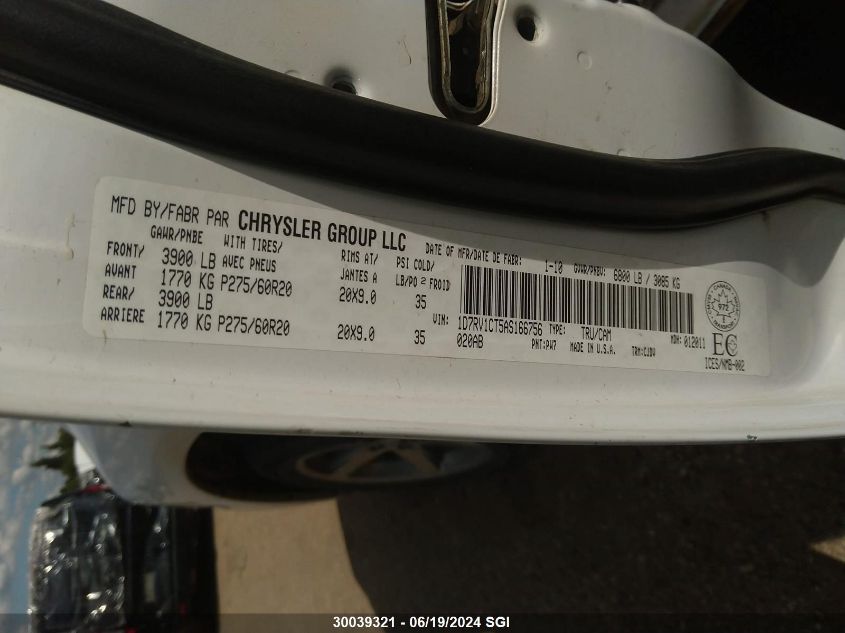 MFD BY/FABR PAR CHRYSLER GROUP LLC DATE OF MFR/DATE DE FABR: 1-10 GVWR/PNBV: 6800 LB / 3085 KG
GAWR/PNBE WITH TIRES/ RIMS AT/ PSI COLD/
FRONT/ 3900 LB AVEC PNEUS JANTES A LB/PO² FROID
AVANT 1770 KG P275/60R20 20X9.0 35
REAR/ 3900 LB
ARRIERE 1770 KG P275/60R20 20X9.0 35
VIN: 1D7RV1CT5AS166756 TYPE: TRU/CAM MDH: 012011
020AB PNT:PW7 MADE IN U.S.A. TRM:CJDV
CANADA
972
T
TRANSPORT
EC
ICES/NMB-002
30039321 - 06/19/2024 SGI